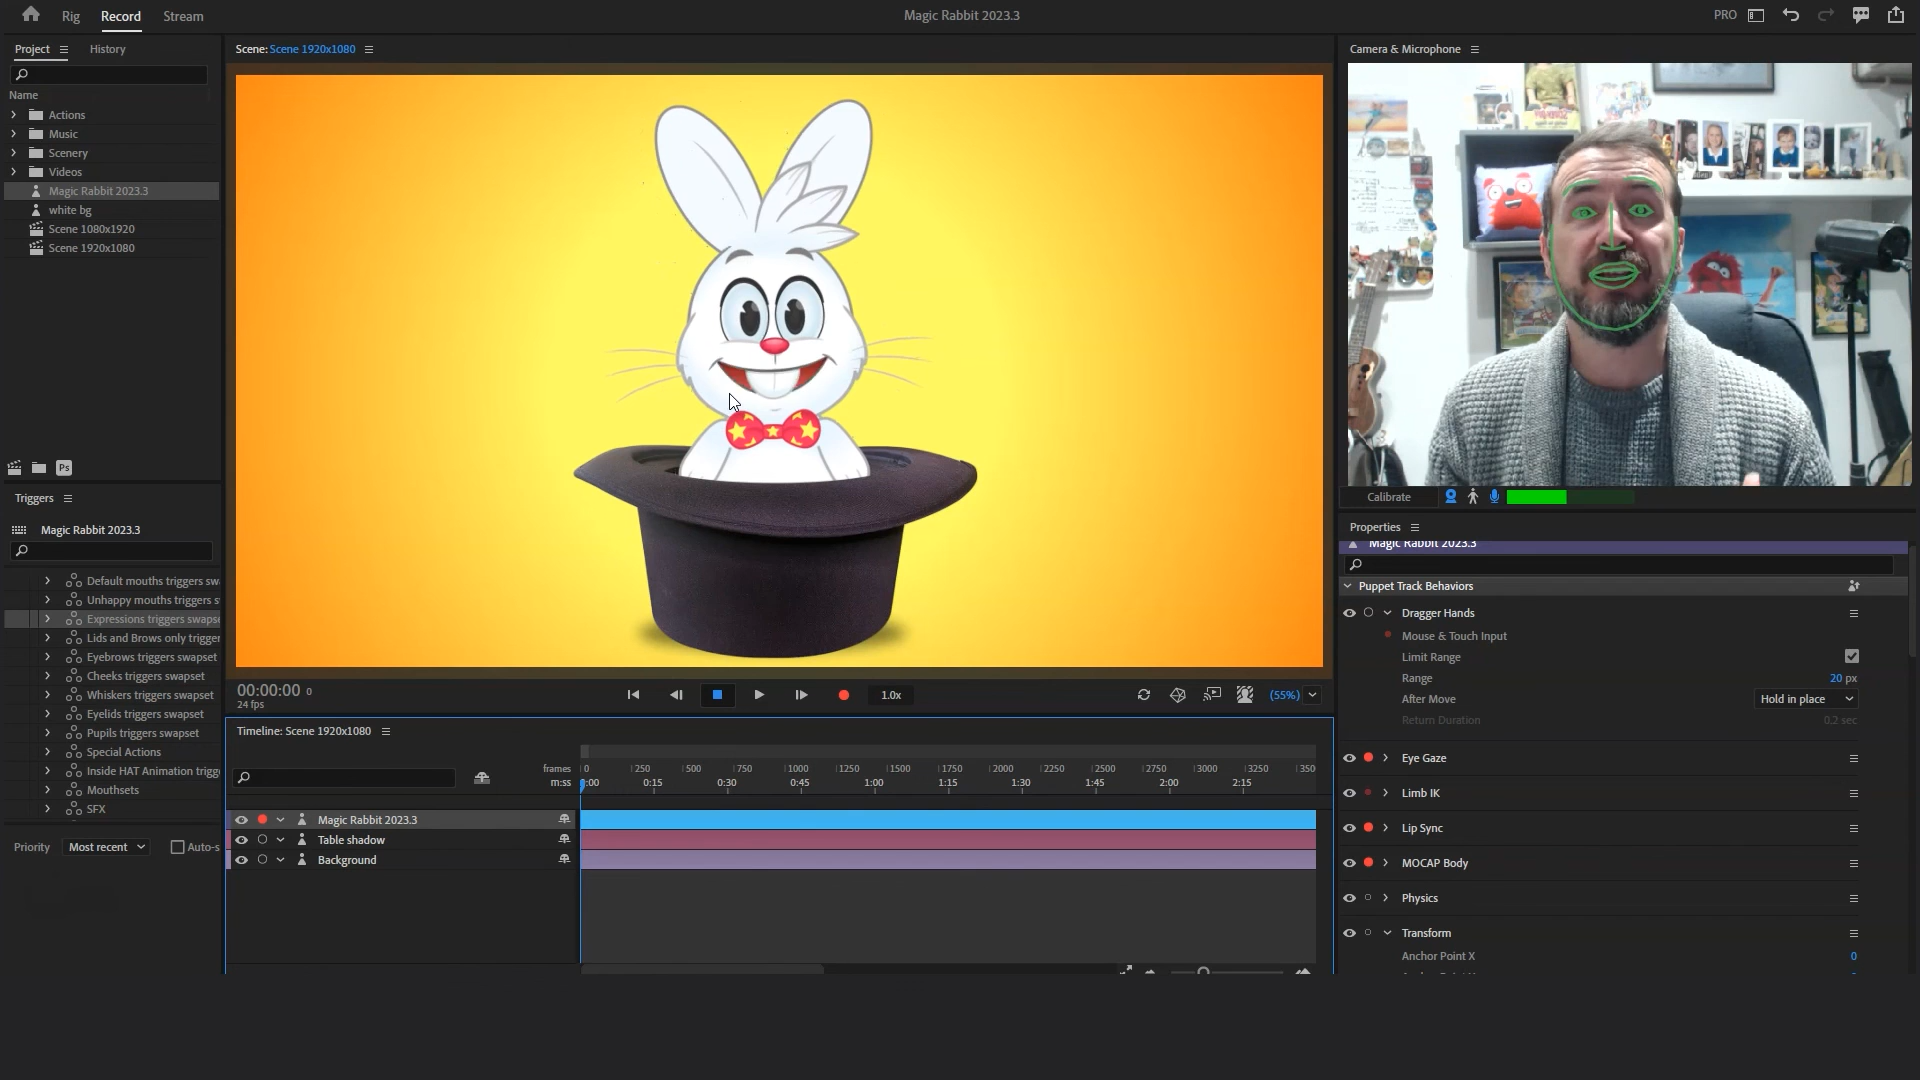 Rig
Record
Stream
Magic Rabbit 2023.3
PRO
Project
History
Name
Actions
Music
Scenery
Videos
Magic Rabbit 2023.3
white bg
Scene 1080x1920
Scene 1920x1080
Ps
Triggers
Magic Rabbit 2023.3
Default mouths triggers sw
Unhappy mouths triggers s
Expressions triggers swaps
Lids and Brows only trigger
Eyebrows triggers swapset
Cheeks triggers swapset
Whiskers triggers swapset
Eyelids triggers swapset
Pupils triggers swapset
Special Actions
Inside HAT Animation trigg
Mouthsets
SFX
Priority Most recent Auto-s
Scene: Scene 1920x1080
00:00:00 0
24 fps
1.0x
(55%)
Timeline: Scene 1920x1080
frames 0 250 500 750 1000 1250 1500 1750 2000 2250 2500 2750 3000 3250 350
m:ss :00 0:15 0:30 0:45 1:00 1:15 1:30 1:45 2:00 2:15
Magic Rabbit 2023.3
Table shadow
Background
Camera & Microphone
Calibrate
Properties
Magic Rabbit 2023.3
Puppet Track Behaviors
Dragger Hands
Mouse & Touch Input
Limit Range
Range 20 px
After Move Hold in place
Return Duration 0.2 sec
Eye Gaze
Limb IK
Lip Sync
MOCAP Body
Physics
Transform
Anchor Point X 0